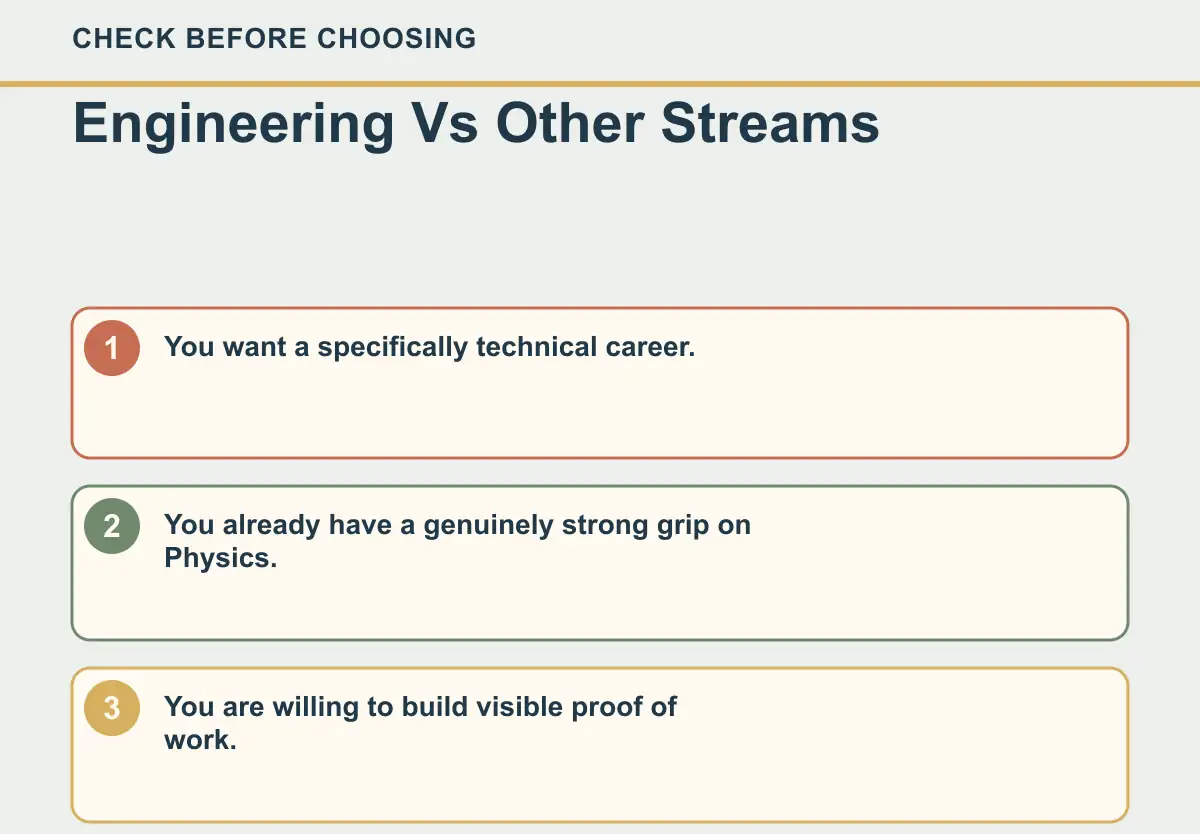 CHECK BEFORE CHOOSING
Engineering Vs Other Streams
1
You want a specifically technical career.
2
You already have a genuinely strong grip on
Physics.
3
You are willing to build visible proof of
work.